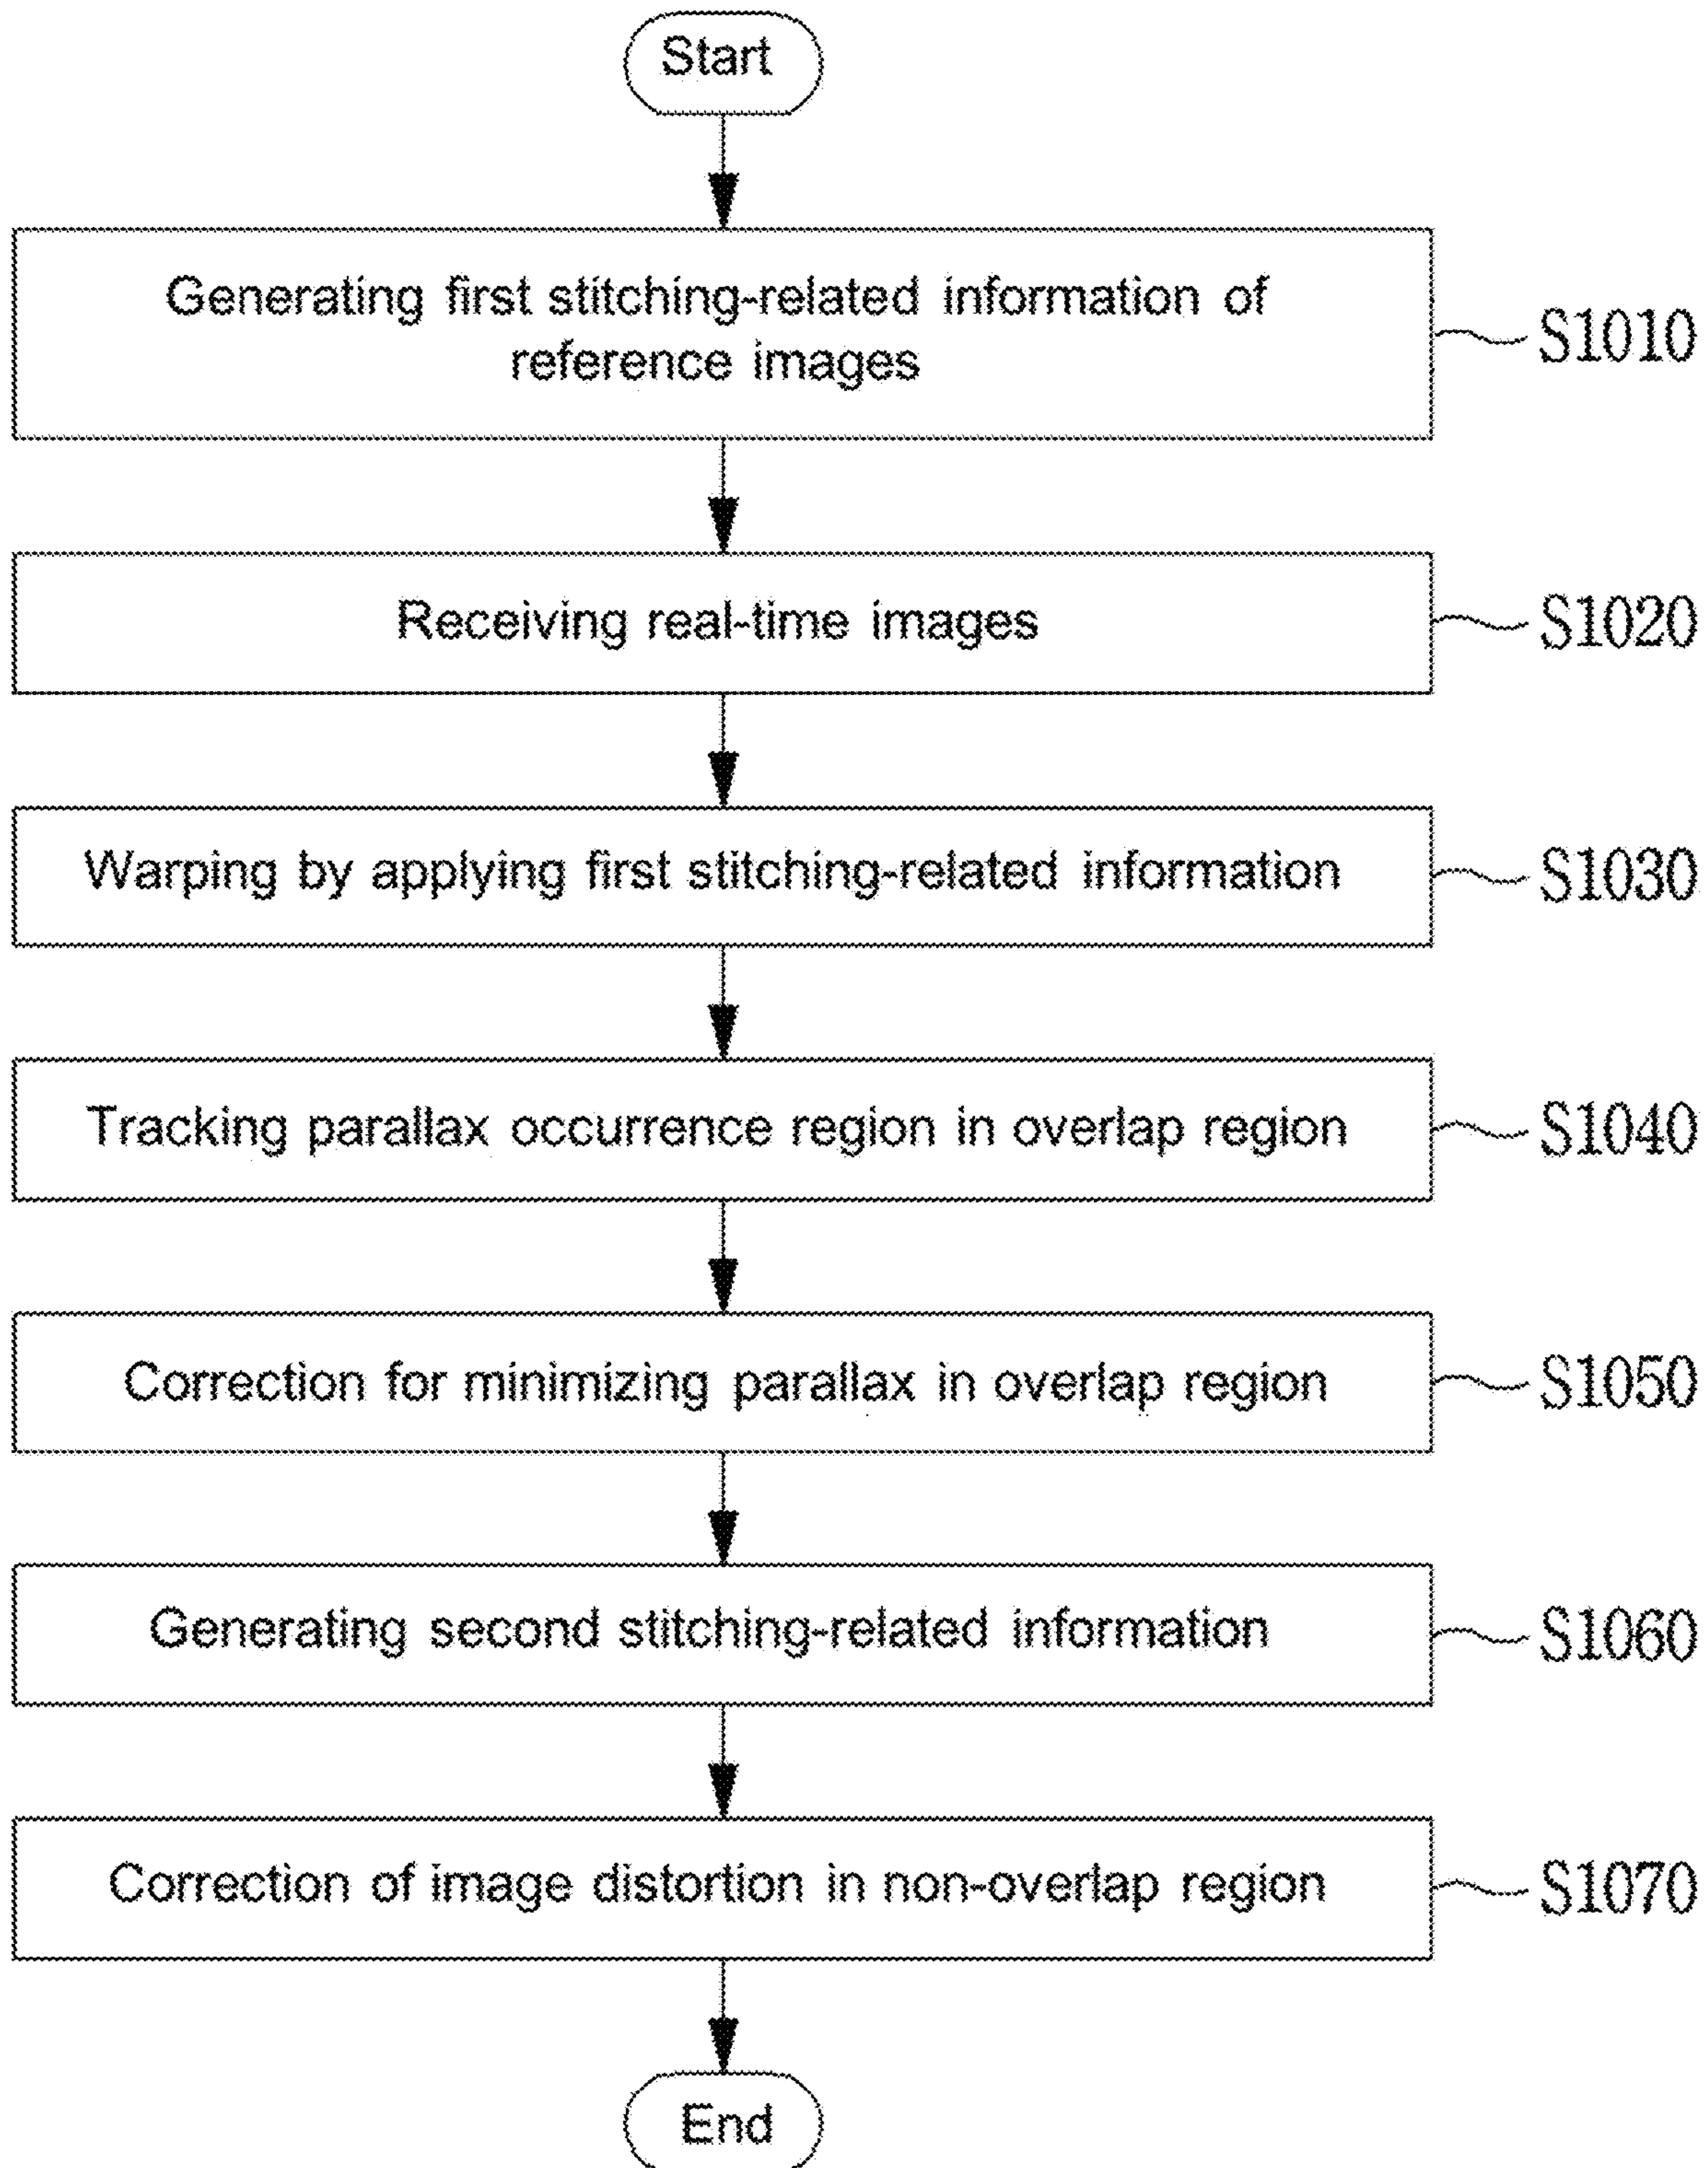 Start
Generating first stitching-related information of
reference images
S1010
Receiving real-time images
S1020
Warping by applying first stitching-related information
S1030
Tracking parallax occurrence region in overlap region
S1040
Correction for minimizing parallax in overlap region
S1050
Generating second stitching-related information
S1060
Correction of image distortion in non-overlap region
S1070
End